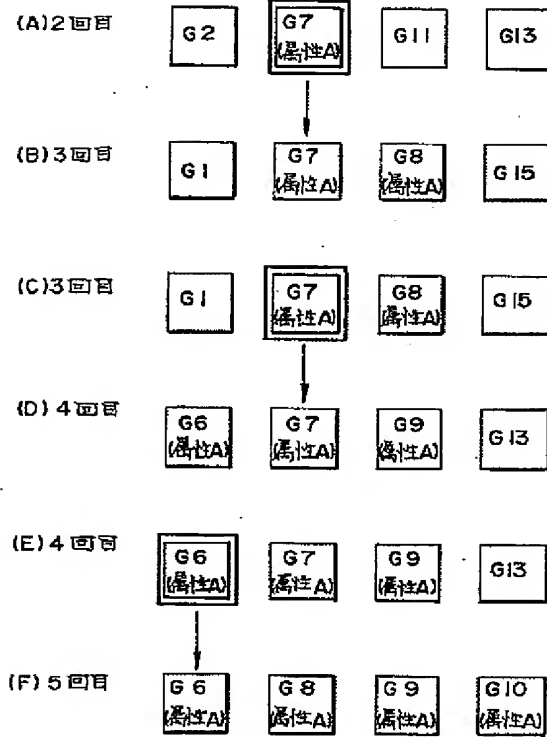 (A)2回目 G2 G7 G11 G13
(属性A)
(B)3回目 G1 G7 G8 G15
(属性A) (属性A)
(C)3回目 G1 G7 G8 G15
(属性A) (属性A)
(D)4回目 G6 G7 G9 G13
(属性A) (属性A) (属性A)
(E)4回目 G6 G7 G9 G13
(属性A) (属性A) (属性A)
(F)5回目 G6 G8 G9 G10
(属性A) (属性A) (属性A) (属性A)